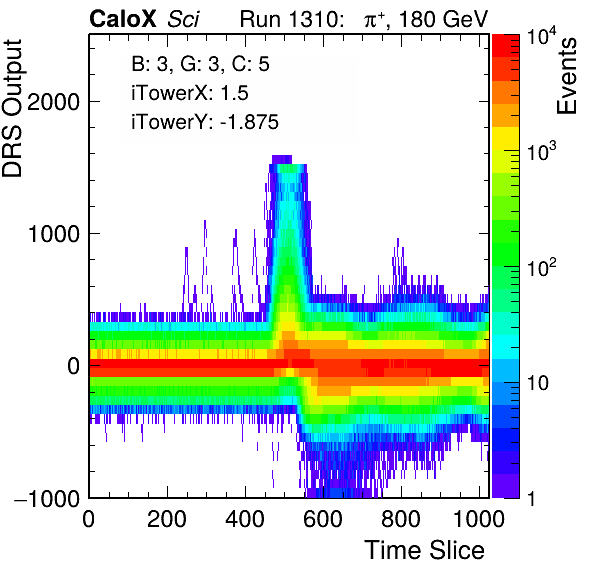 CaloX Sci Run 1310: π⁺, 180 GeV
B: 3, G: 3, C: 5
iTowerX: 1.5
iTowerY: -1.875
DRS Output
2000
1000
0
−1000
0 200 400 600 800 1000
Time Slice
Events
10⁴
10³
10²
10
1